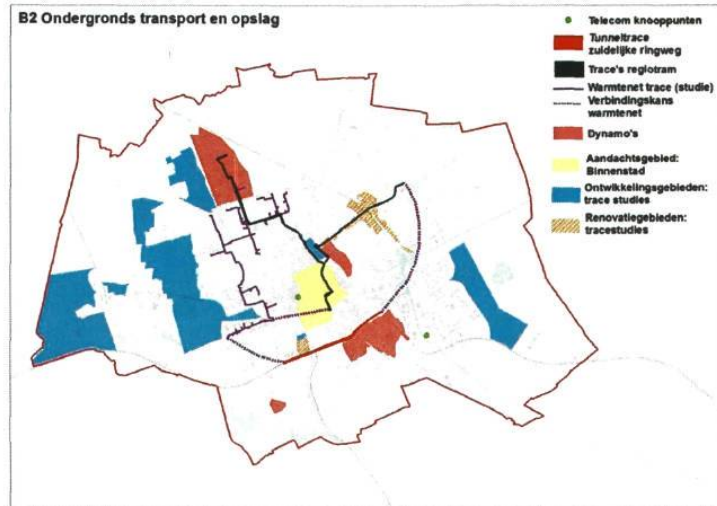 B2 Ondergronds transport en opslag
Telecom knooppunten
Tunneltrace
zuidelijke ringweg
Trace's regiotram
Warmtenet trace (studie)
Verbindingskans
warmtenet
Dynamo's
Aandachtsgebied:
Binnenstad
Ontwikkelingsgebieden:
trace studies
Renovatiegebieden:
tracestudies